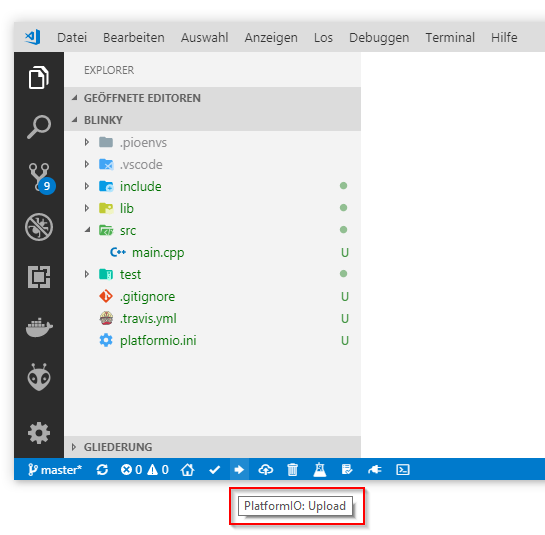 Datei Bearbeiten Auswahl Anzeigen Los Debuggen Terminal Hilfe
EXPLORER
GEÖFFNETE EDITOREN
BLINKY
.pioenvs
.vscode
include
lib
src
C++ main.cpp U
test
.gitignore U
.travis.yml U
platformio.ini U
9
GLIEDERUNG
master* 0 0
PlatformIO: Upload